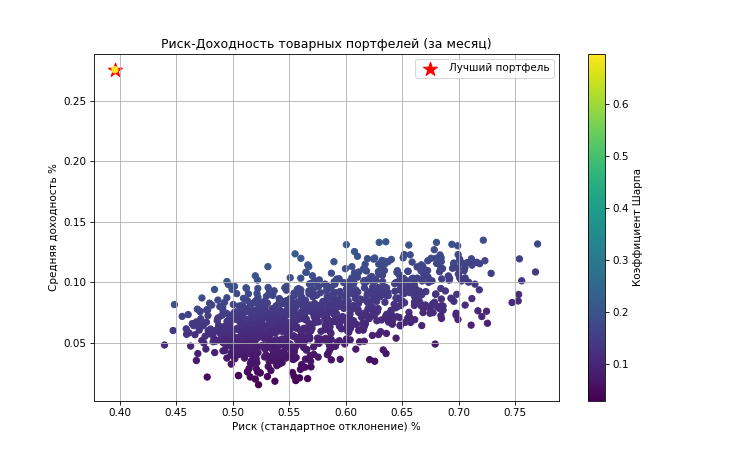 Риск-Доходность товарных портфелей (за месяц)
Лучший портфель
Средняя доходность %
0.25
0.20
0.15
0.10
0.05
0.40 0.45 0.50 0.55 0.60 0.65 0.70 0.75
Риск (стандартное отклонение) %
0.6
0.5
0.4
0.3
0.2
0.1
Коэффициент Шарпа